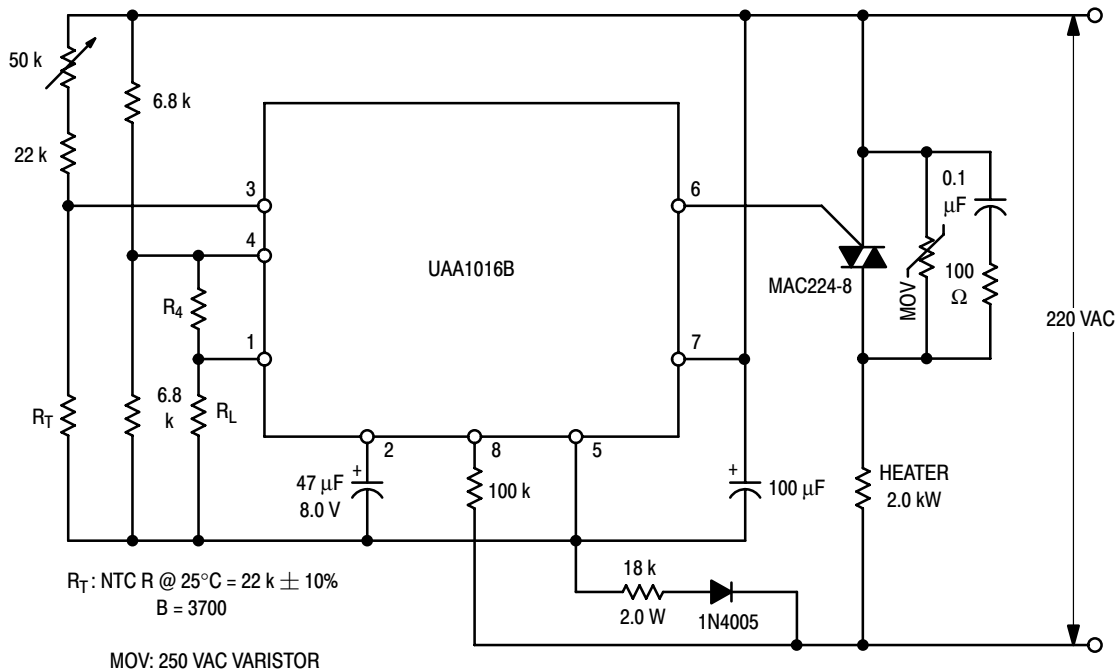 50 k
22 k
6.8 k
3
4
1
R4
RL
RT
6.8
k
UAA1016B
6
7
2
8
5
47 μF
8.0 V
100 k
100 μF
18 k
2.0 W
1N4005
MAC224-8
MOV
0.1
μF
100
Ω
220 VAC
HEATER
2.0 kW
RT: NTC R @ 25°C = 22 k ± 10%
B = 3700
MOV: 250 VAC VARISTOR